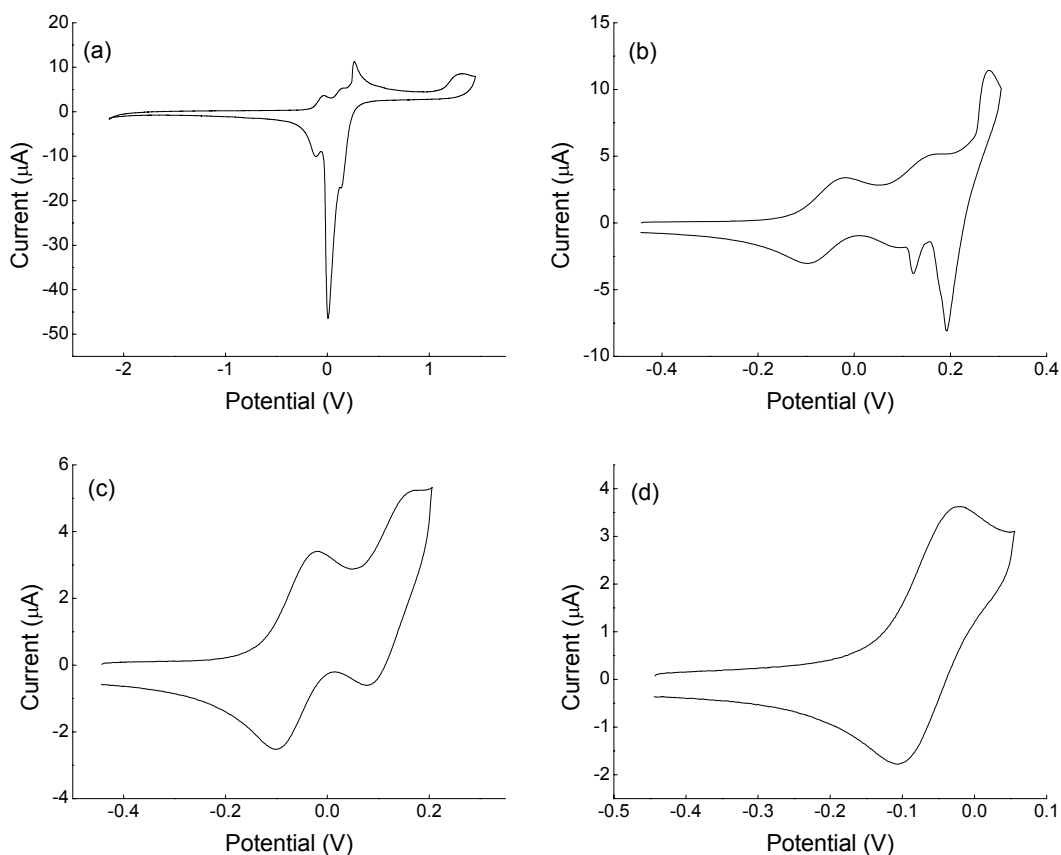 (a)
20
10
0
-10
-20
-30
-40
-50
Current (μA)
-2 -1 0 1
Potential (V)
(b)
15
10
5
0
-5
-10
Current (μA)
-0.4 -0.2 0.0 0.2 0.4
Potential (V)
(c)
6
4
2
0
-2
-4
Current (μA)
-0.4 -0.2 0.0 0.2
Potential (V)
(d)
4
3
2
1
0
-1
-2
Current (μA)
-0.5 -0.4 -0.3 -0.2 -0.1 0.0 0.1
Potential (V)